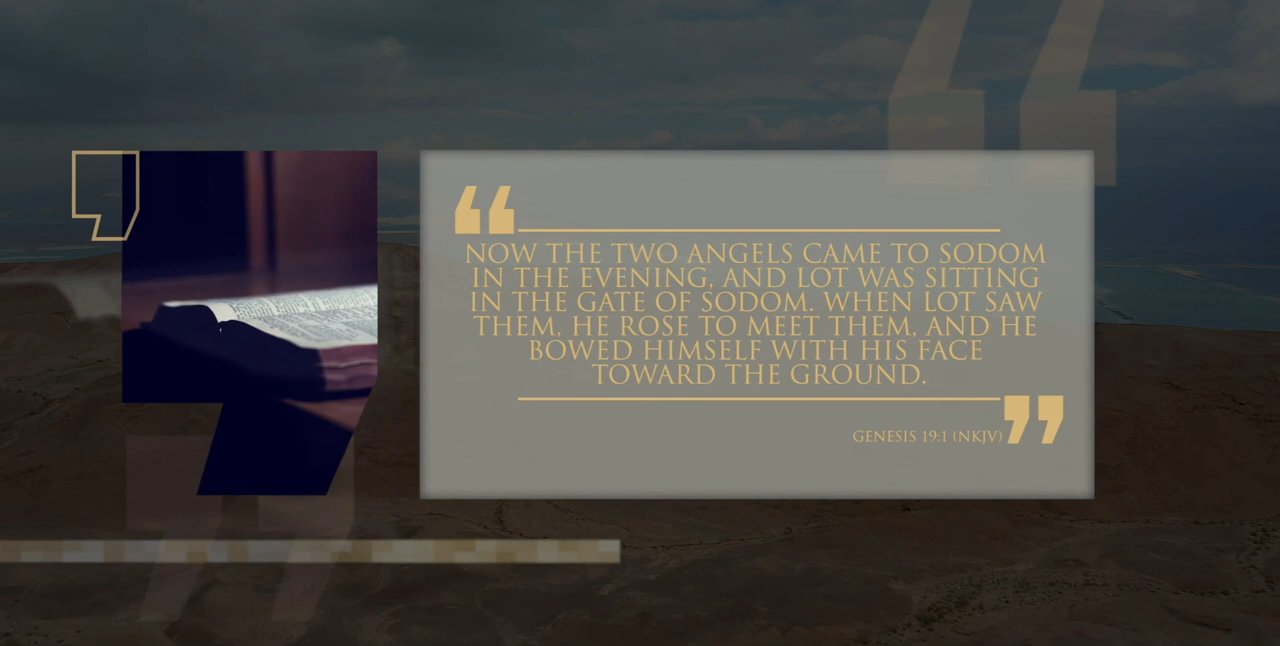 “
NOW THE TWO ANGELS CAME TO SODOM
IN THE EVENING, AND LOT WAS SITTING
IN THE GATE OF SODOM. WHEN LOT SAW
THEM, HE ROSE TO MEET THEM, AND HE
BOWED HIMSELF WITH HIS FACE
TOWARD THE GROUND.
GENESIS 19:1 (NKJV) ”